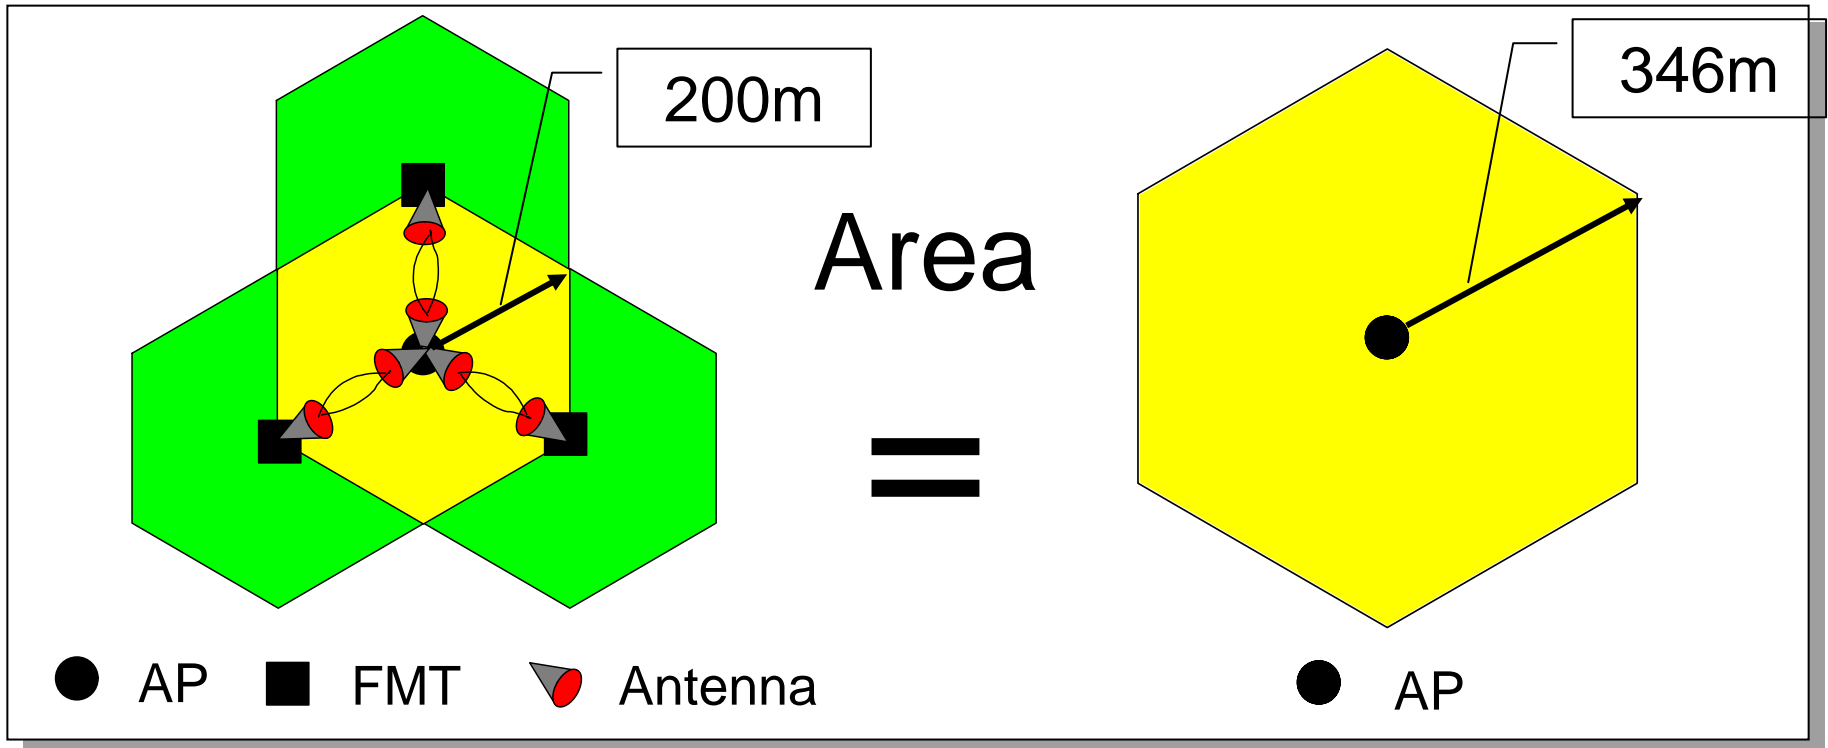 200m
346m
Area
=
AP
FMT
Antenna
AP